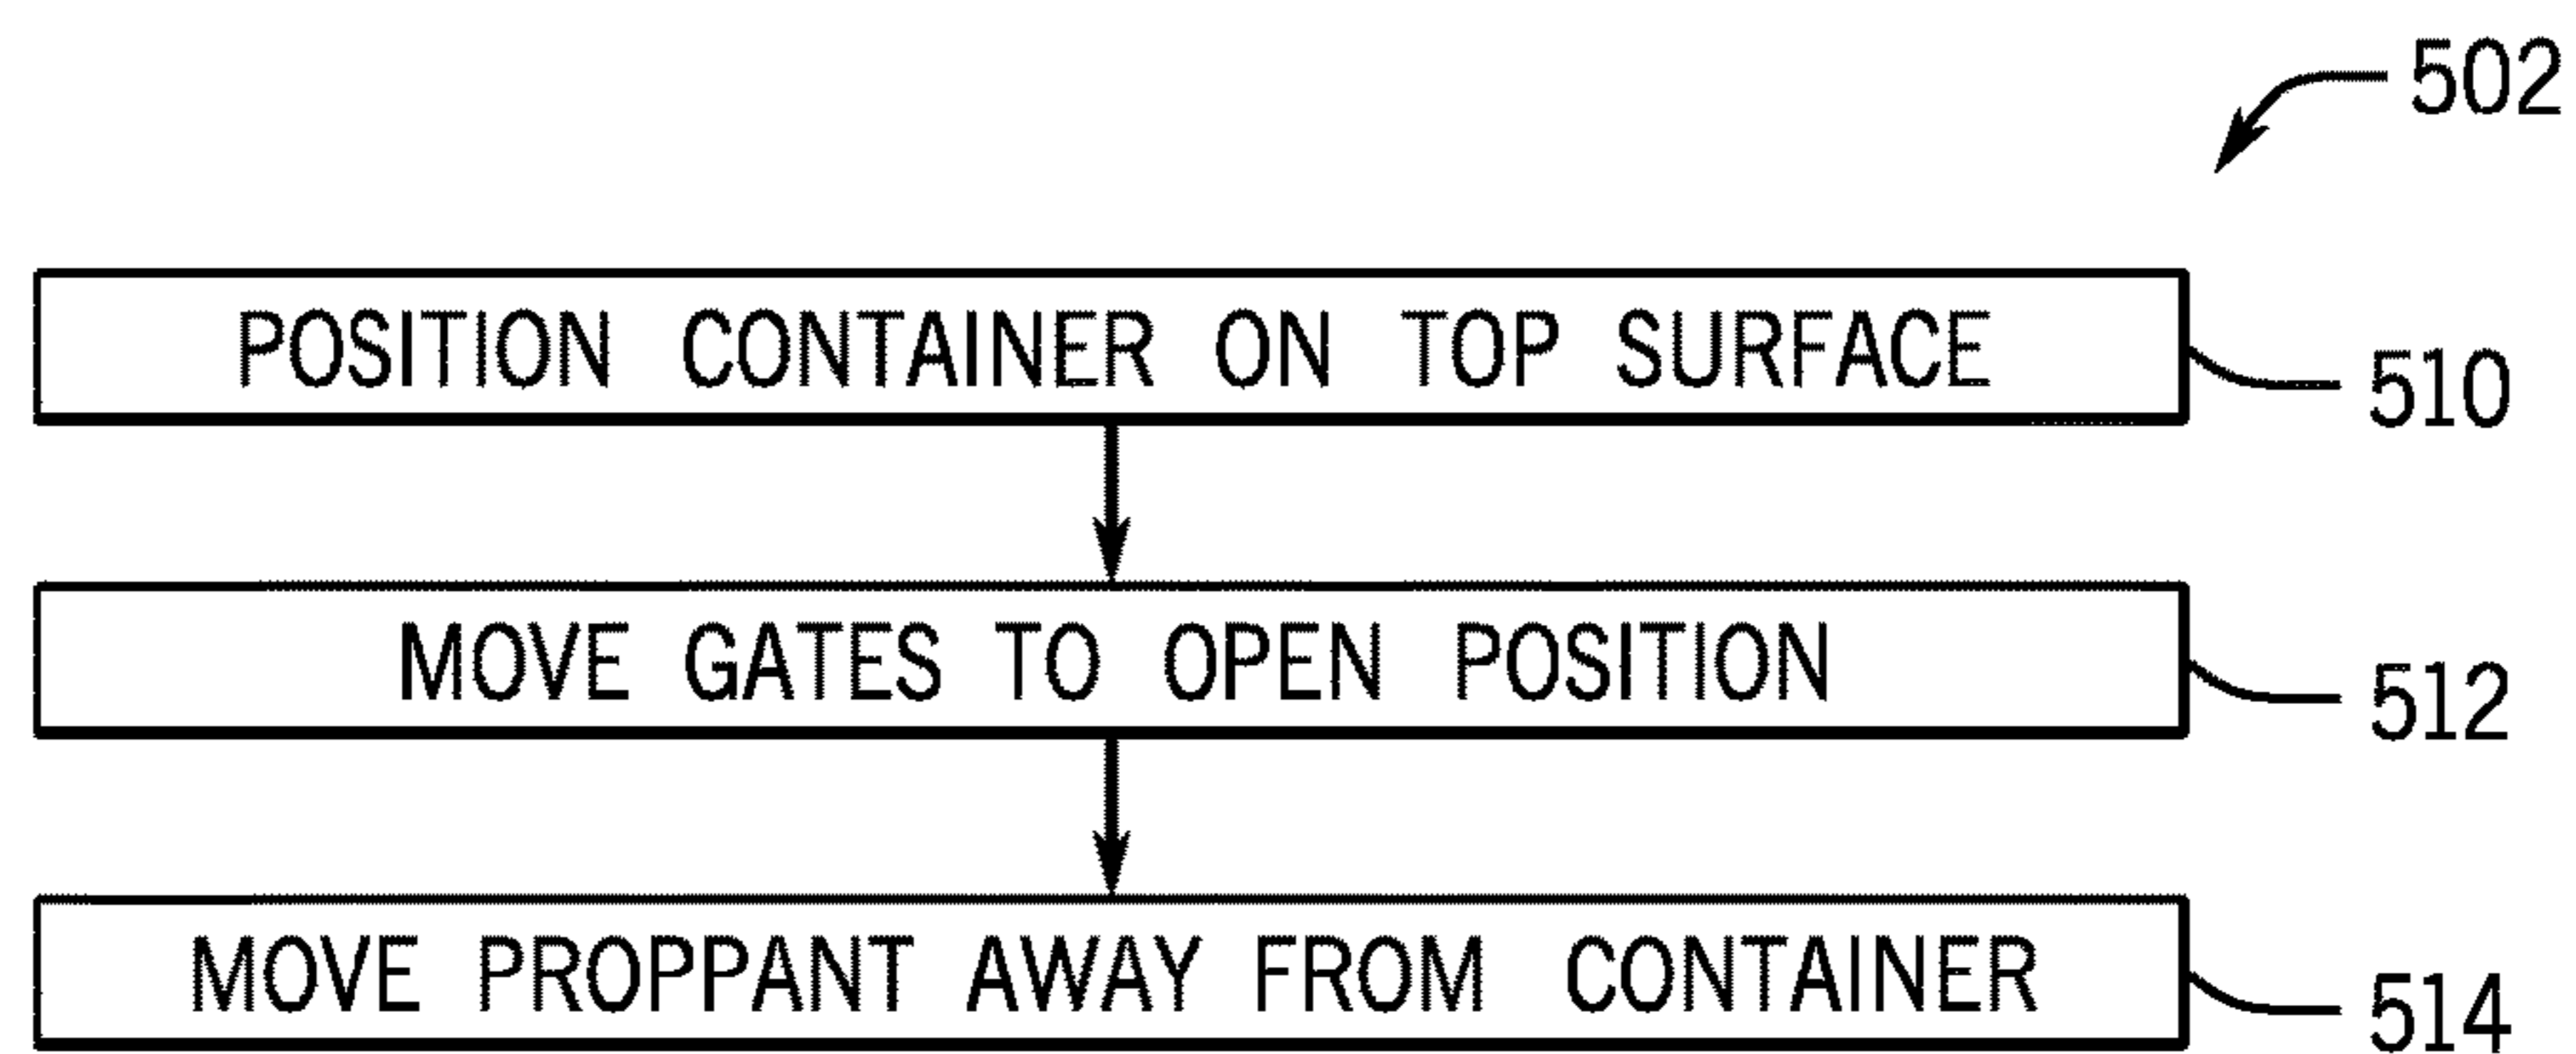 502
POSITION CONTAINER ON TOP SURFACE
510
MOVE GATES TO OPEN POSITION
512
MOVE PROPPANT AWAY FROM CONTAINER
514